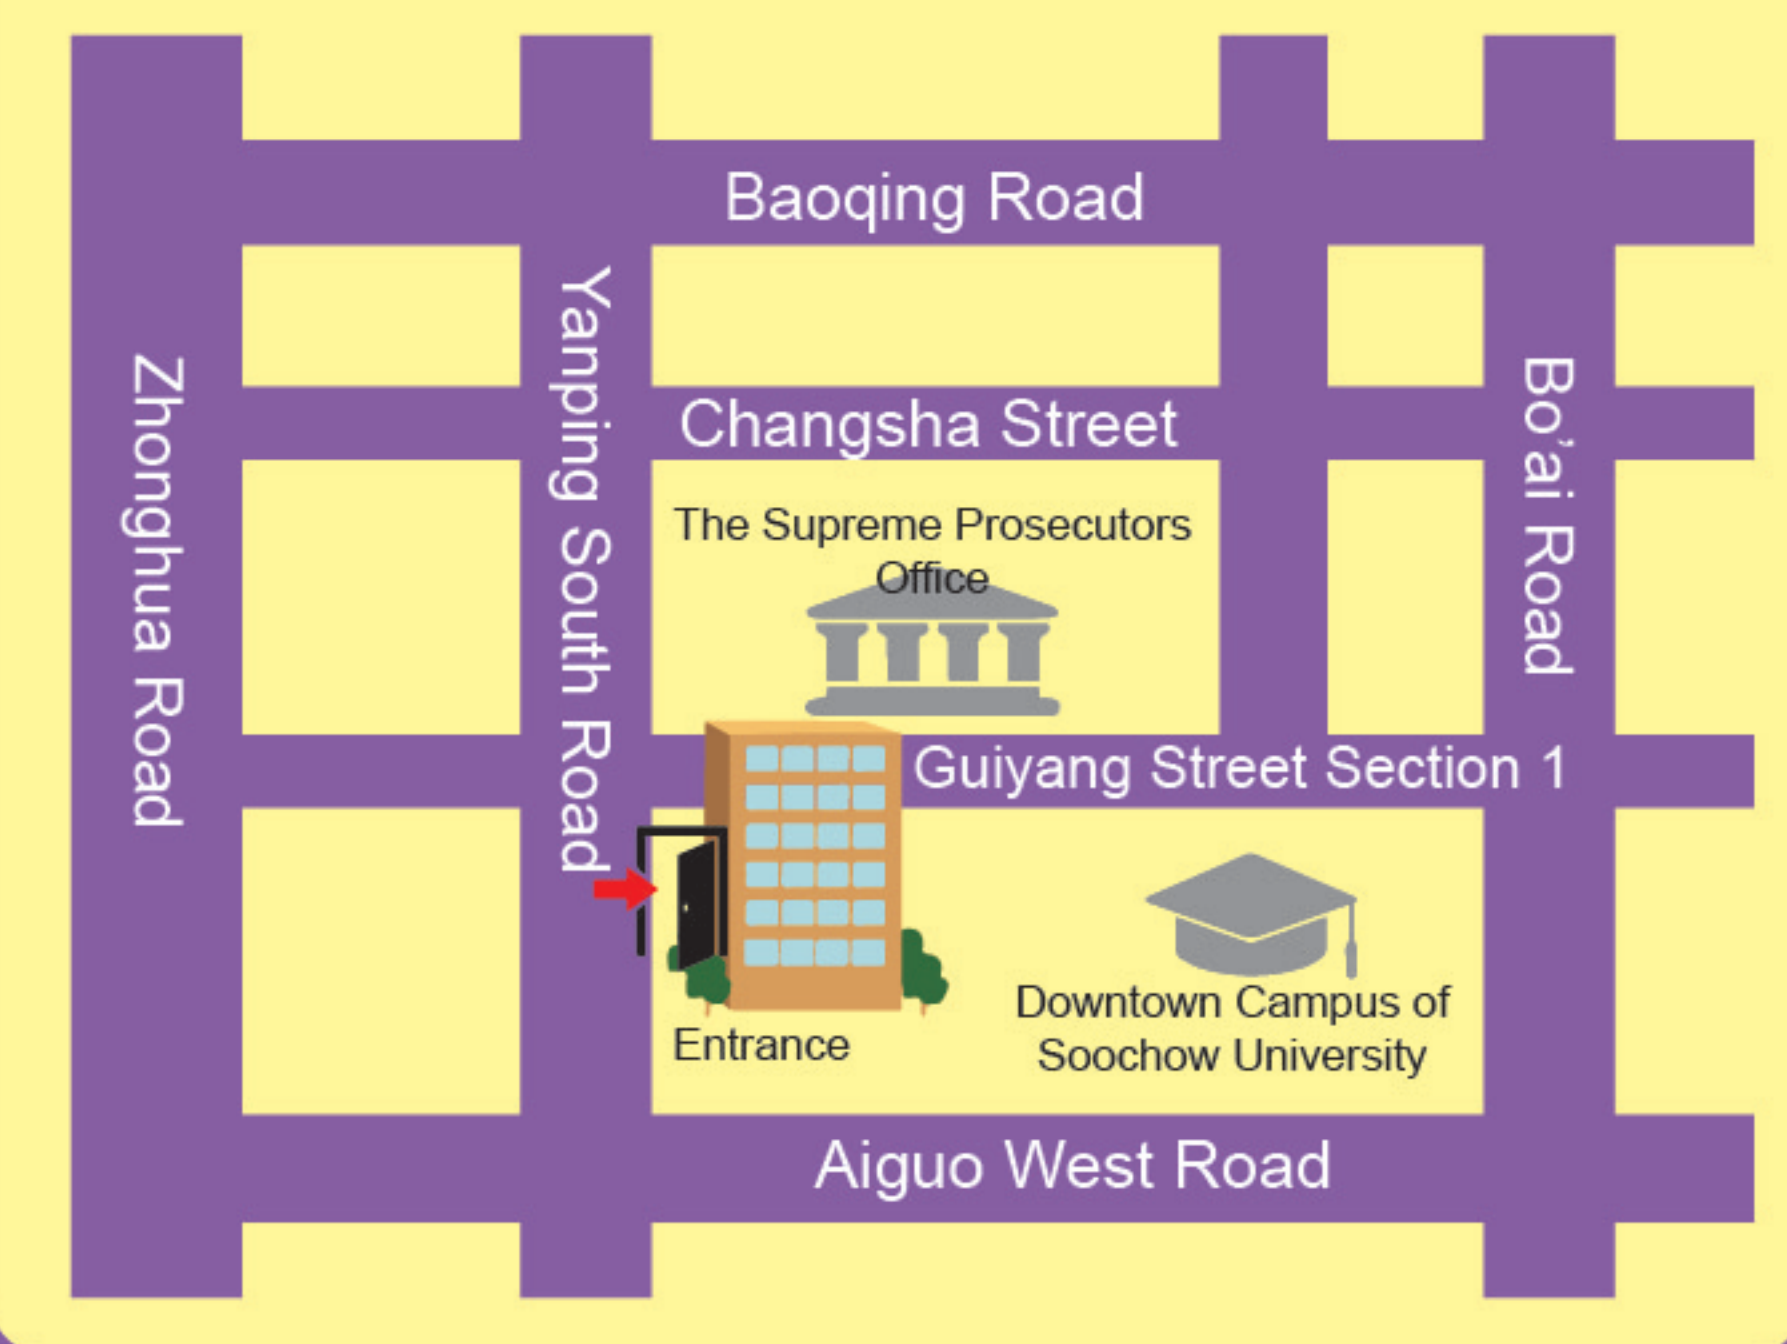 Baoqing Road
Zhonghua Road
Yanping South Road
Changsha Street
Bo’ai Road
The Supreme Prosecutors
Office
Guiyang Street Section 1
Entrance
Downtown Campus of
Soochow University
Aiguo West Road